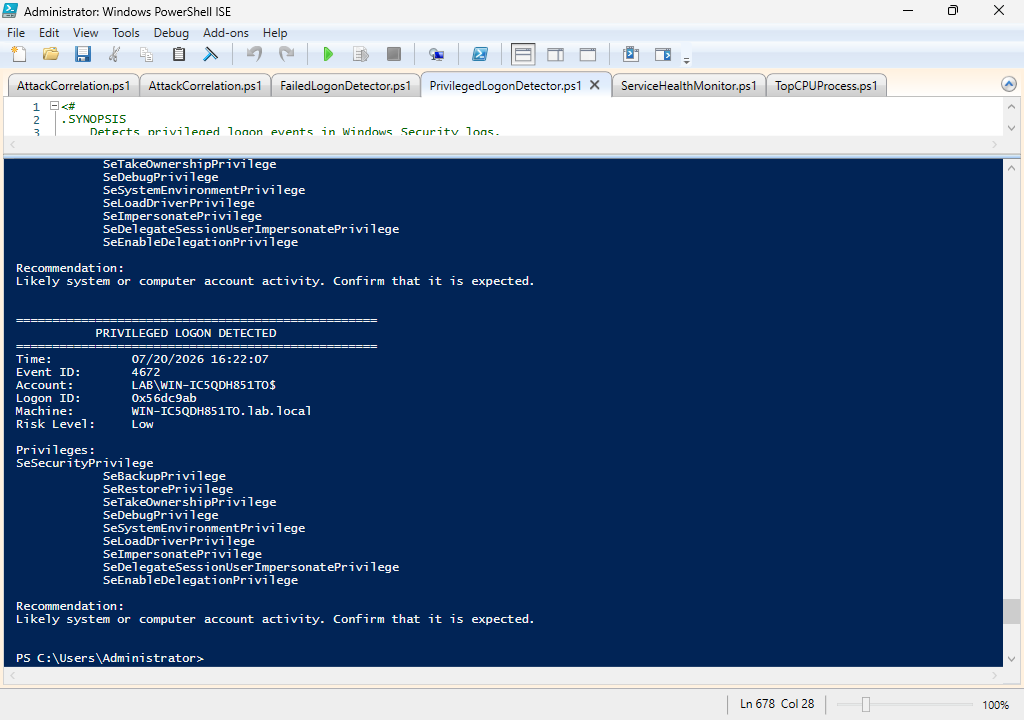 Administrator: Windows PowerShell ISE
File Edit View Tools Debug Add-ons Help
AttackCorrelation.ps1 AttackCorrelation.ps1 FailedLogonDetector.ps1 PrivilegedLogonDetector.ps1 ServiceHealthMonitor.ps1 TopCPUProcess.ps1
1 <#
2 .SYNOPSIS
3 Detects privileged logon events in Windows Security logs.
SeTakeOwnershipPrivilege
SeDebugPrivilege
SeSystemEnvironmentPrivilege
SeLoadDriverPrivilege
SeImpersonatePrivilege
SeDelegateSessionUserImpersonatePrivilege
SeEnableDelegationPrivilege
Recommendation:
Likely system or computer account activity. Confirm that it is expected.
==================================================
PRIVILEGED LOGON DETECTED
==================================================
Time: 07/20/2026 16:22:07
Event ID: 4672
Account: LAB\WIN-IC5QDH851TO$
Logon ID: 0x56dc9ab
Machine: WIN-IC5QDH851TO.lab.local
Risk Level: Low
Privileges:
SeSecurityPrivilege
SeBackupPrivilege
SeRestorePrivilege
SeTakeOwnershipPrivilege
SeDebugPrivilege
SeSystemEnvironmentPrivilege
SeLoadDriverPrivilege
SeImpersonatePrivilege
SeDelegateSessionUserImpersonatePrivilege
SeEnableDelegationPrivilege
Recommendation:
Likely system or computer account activity. Confirm that it is expected.
PS C:\Users\Administrator>
Ln 678 Col 28 100%